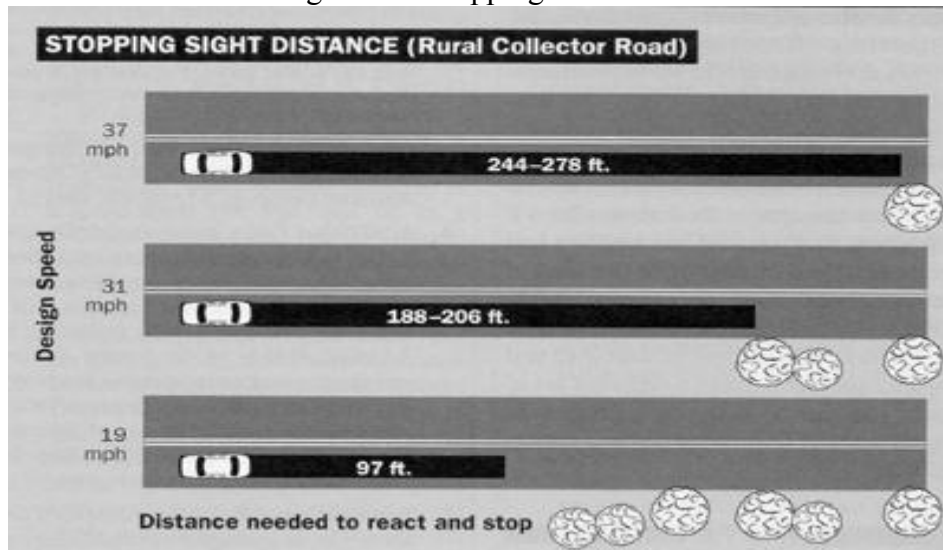 STOPPING SIGHT DISTANCE (Rural Collector Road)
37
mph
244–278 ft.
Design Speed
31
mph
188–206 ft.
19
mph
97 ft.
Distance needed to react and stop